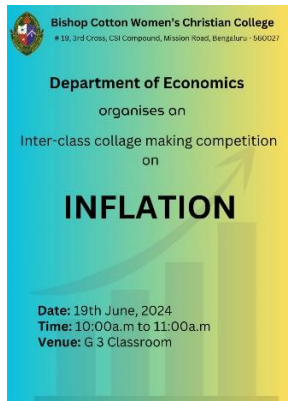 Bishop Cotton Women's Christian College
# 19, 3rd Cross, CSI Compound, Mission Road, Bengaluru - 560027
Department of Economics
organises an
Inter-class collage making competition
on
INFLATION
Date: 19th June, 2024
Time: 10:00a.m to 11:00a.m
Venue: G 3 Classroom